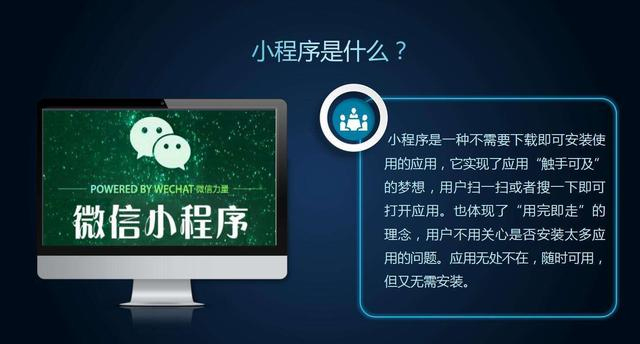 小程序是什么？
POWERED BY WECHAT·微信力量
微信小程序
小程序是一种不需要下载即可安装使
用的应用，它实现了应用“触手可及”
的梦想，用户扫一扫或者搜一下即可
打开应用。也体现了“用完即走”的
理念，用户不用关心是否安装太多应
用的问题。应用无处不在，随时可用，
但又无需安装。